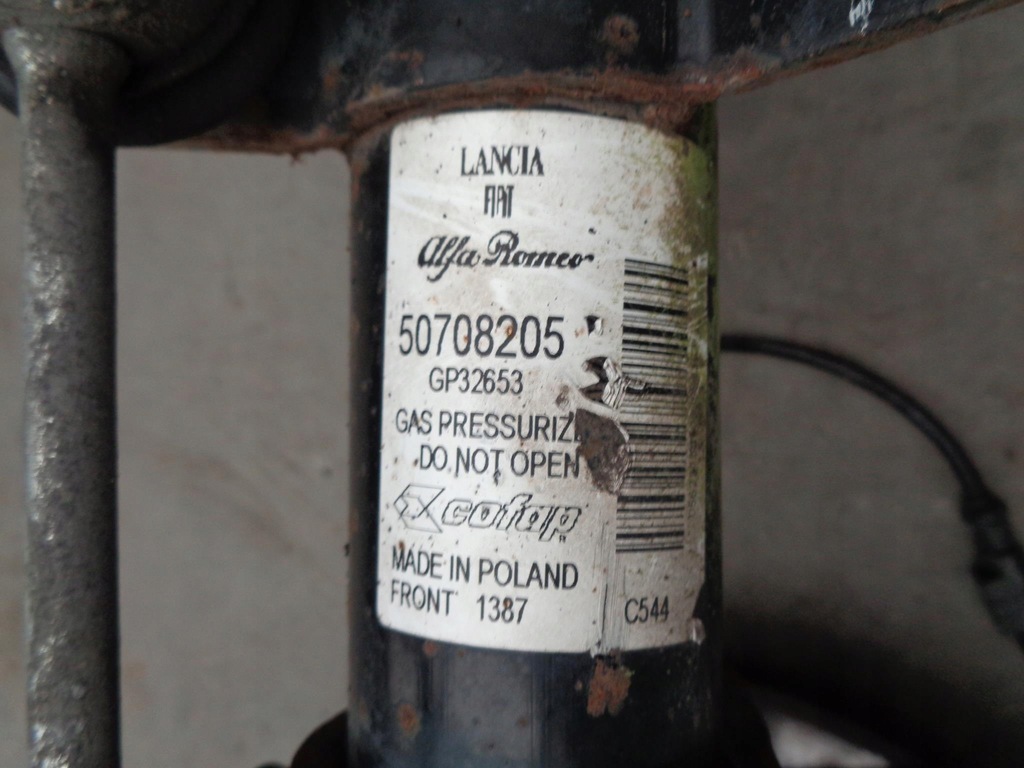 LANCIA
FIAT
Alfa Romeo
50708205
GP32653
GAS PRESSURIZ
DO NOT OPEN
cofap
MADE IN POLAND
FRONT 1387
C544